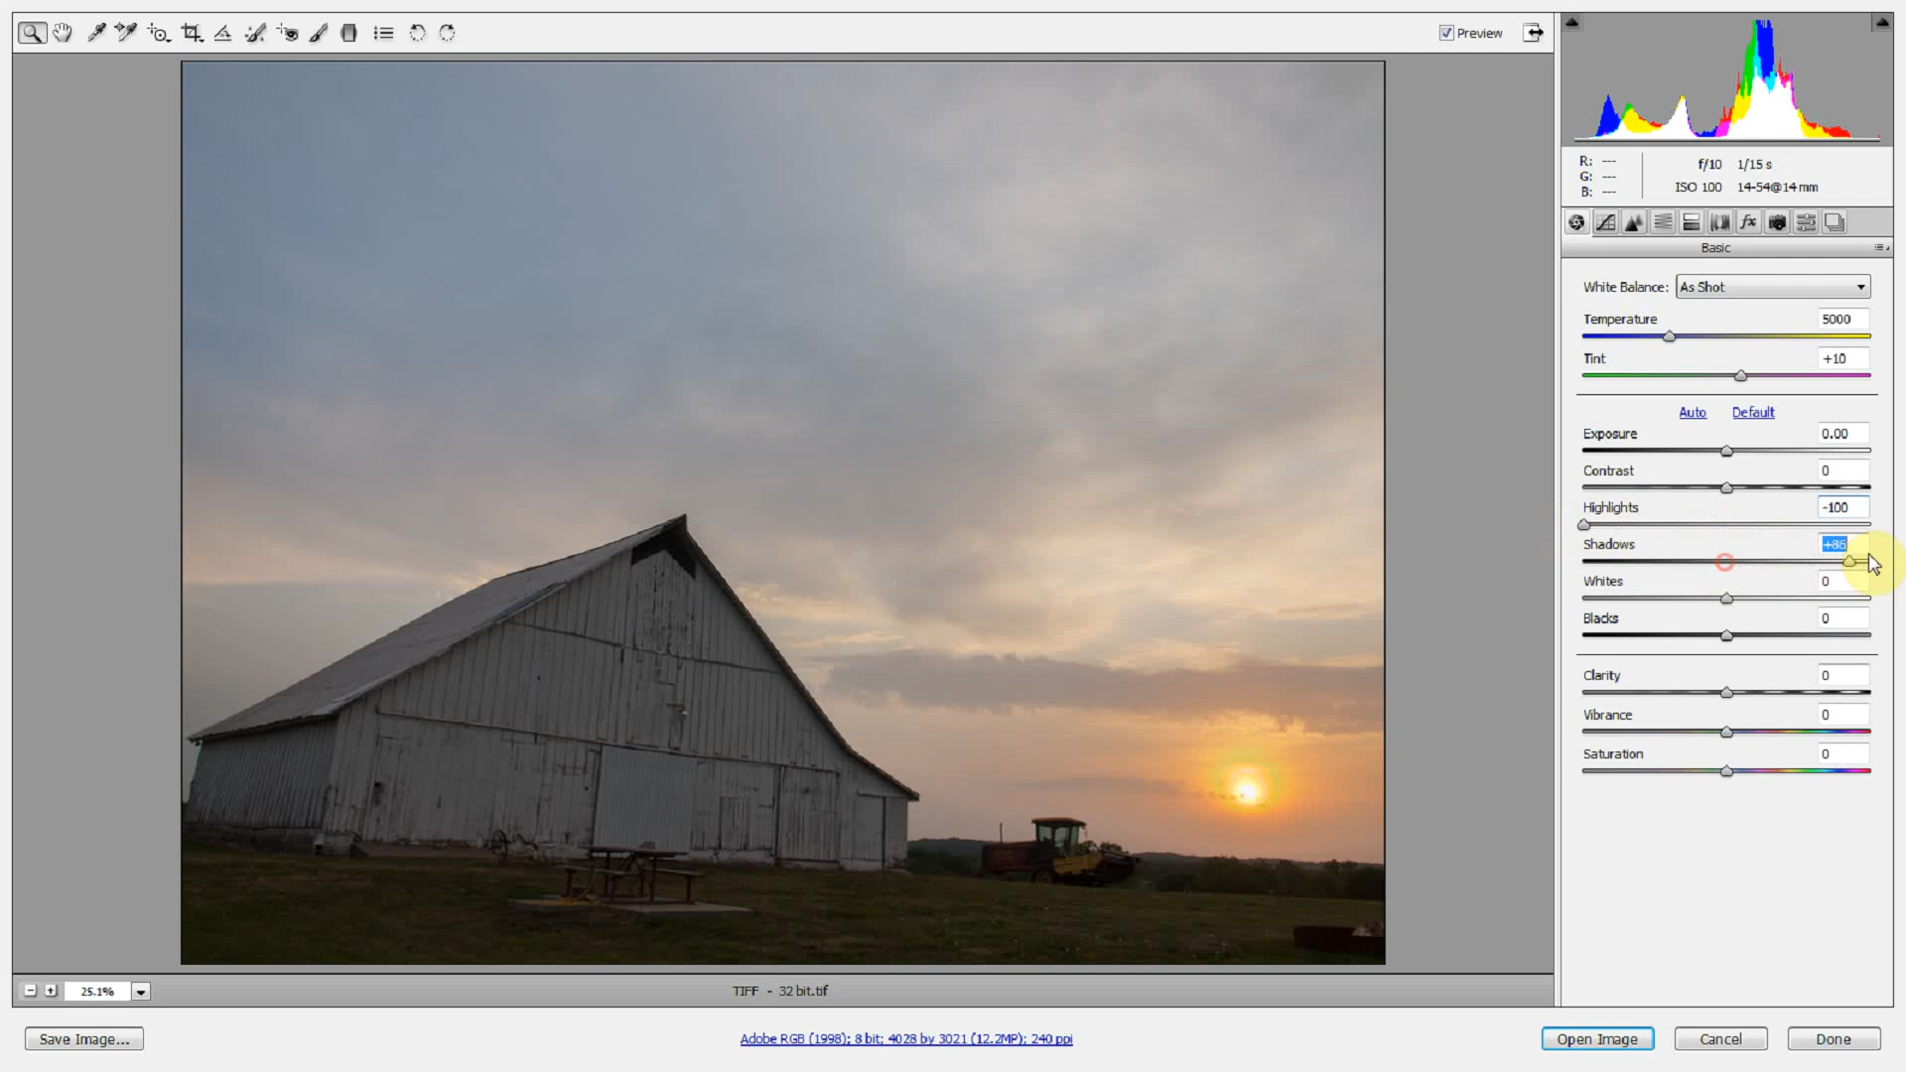 Preview
R: ---
G: ---
B: ---
f/10 1/15 s
ISO 100 14-54@14 mm
fx
Basic
White Balance: As Shot
Temperature 5000
Tint +10
Auto Default
Exposure 0.00
Contrast 0
Highlights -100
Shadows +86
Whites 0
Blacks 0
Clarity 0
Vibrance 0
Saturation 0
25.1%
TIFF - 32 bit.tif
Save Image...
Adobe RGB (1998); 8 bit; 4028 by 3021 (12.2MP); 240 ppi
Open Image
Cancel
Done